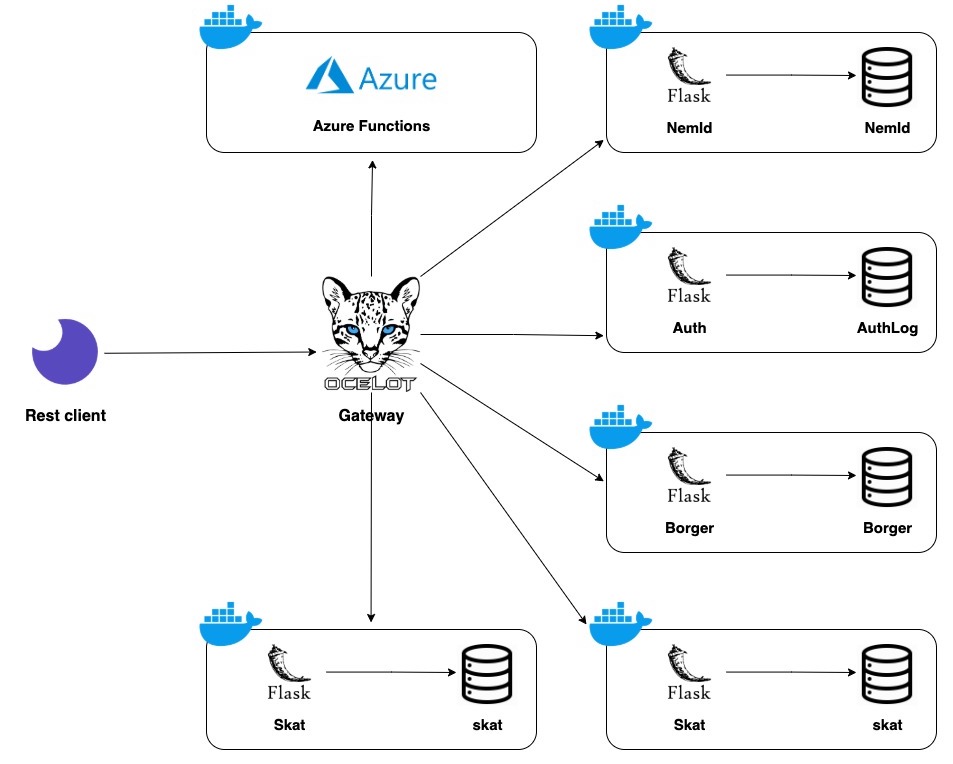 Azure
Azure Functions
Flask
NemId
NemId
Flask
Auth
AuthLog
Rest client
OCELOT
Gateway
Flask
Borger
Borger
Flask
Skat
skat
Flask
Skat
skat